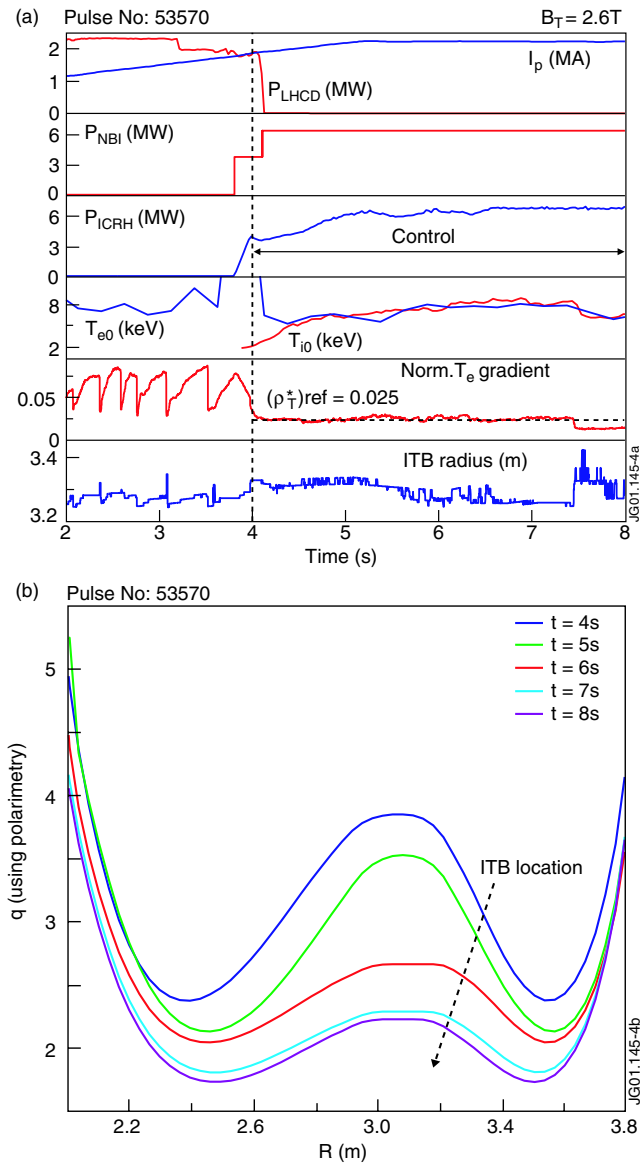 (a) Pulse No: 53570 B_T = 2.6T
2
1
0
I_p (MA)
P_LHCD (MW)
P_NBI (MW)
6
3
0
P_ICRH (MW)
6
3
0
Control
8
2
T_e0 (keV)
T_i0 (keV)
Norm.T_e gradient
0.05
0
(ρ*_T)ref = 0.025
3.4
3.2
ITB radius (m)
2 3 4 5 6 7 8
Time (s)
JG01.145-4a
(b) Pulse No: 53570
t = 4s
t = 5s
t = 6s
t = 7s
t = 8s
5
4
3
2
q (using polarimetry)
ITB location
2.2 2.6 3.0 3.4 3.8
R (m)
JG01.145-4b